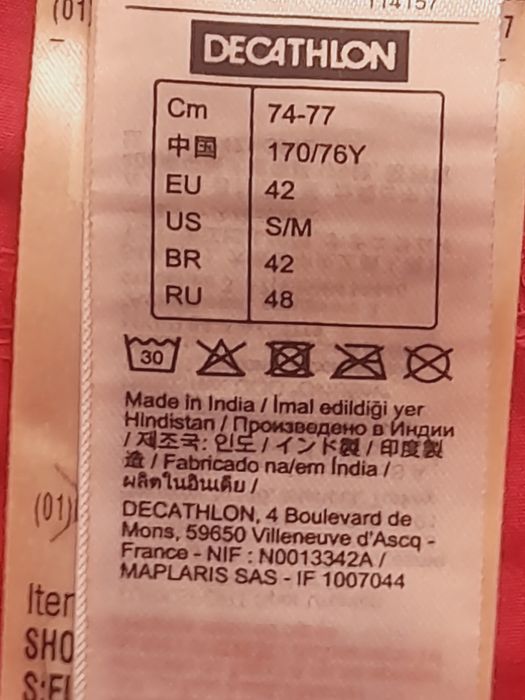 (01)
114157
7
DECATHLON
Cm 74-77
中国 170/76Y
EU 42
US S/M
BR 42
RU 48
30
Made in India / İmal edildiği yer
Hindistan / Произведено в Индии
/ 제조국: 인도 / インド製 / 印度製
造 / Fabricado na/em Índia /
ผลิตในอินเดีย /
DECATHLON, 4 Boulevard de
Mons, 59650 Villeneuve d'Ascq -
France - NIF : N0013342A /
MAPLARIS SAS - IF 1007044
(01)
Iter
SHO